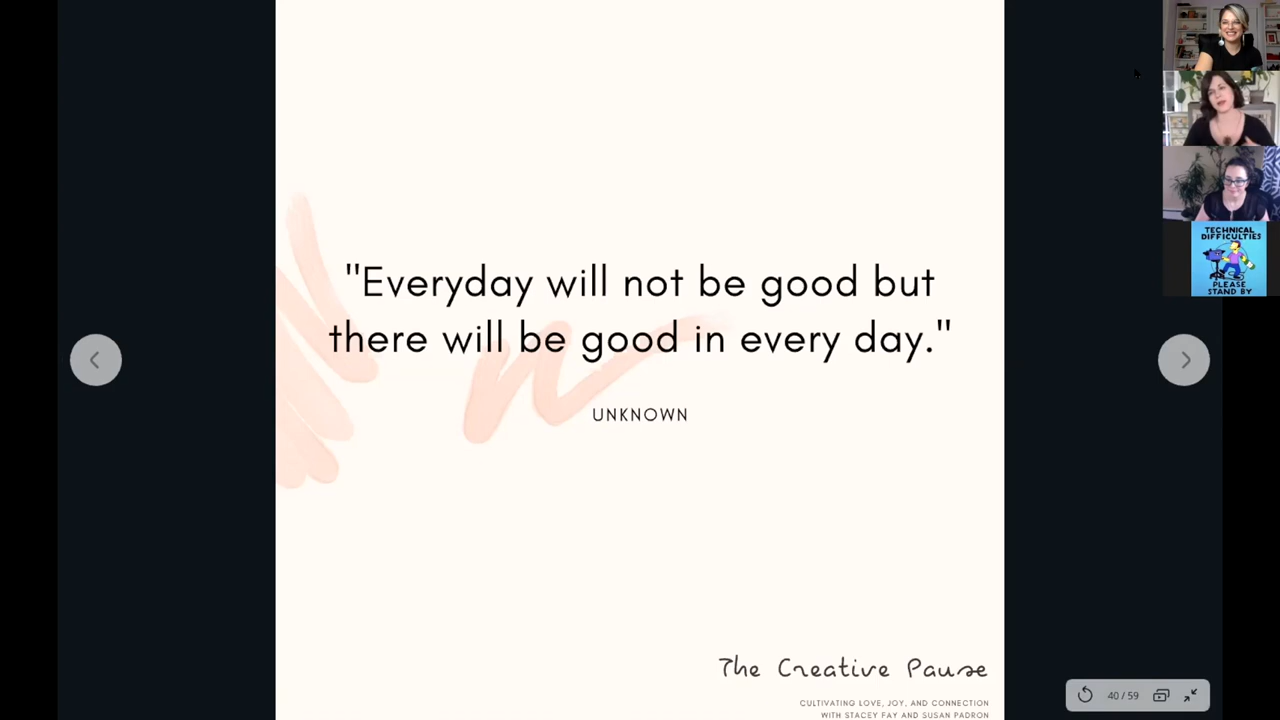 "Everyday will not be good but
there will be good in every day."
UNKNOWN
The Creative Pause
CULTIVATING LOVE, JOY, AND CONNECTION
WITH STACEY FAY AND SUSAN PADRON
TECHNICAL
DIFFICULTIES
PLEASE
STAND BY
40 / 59